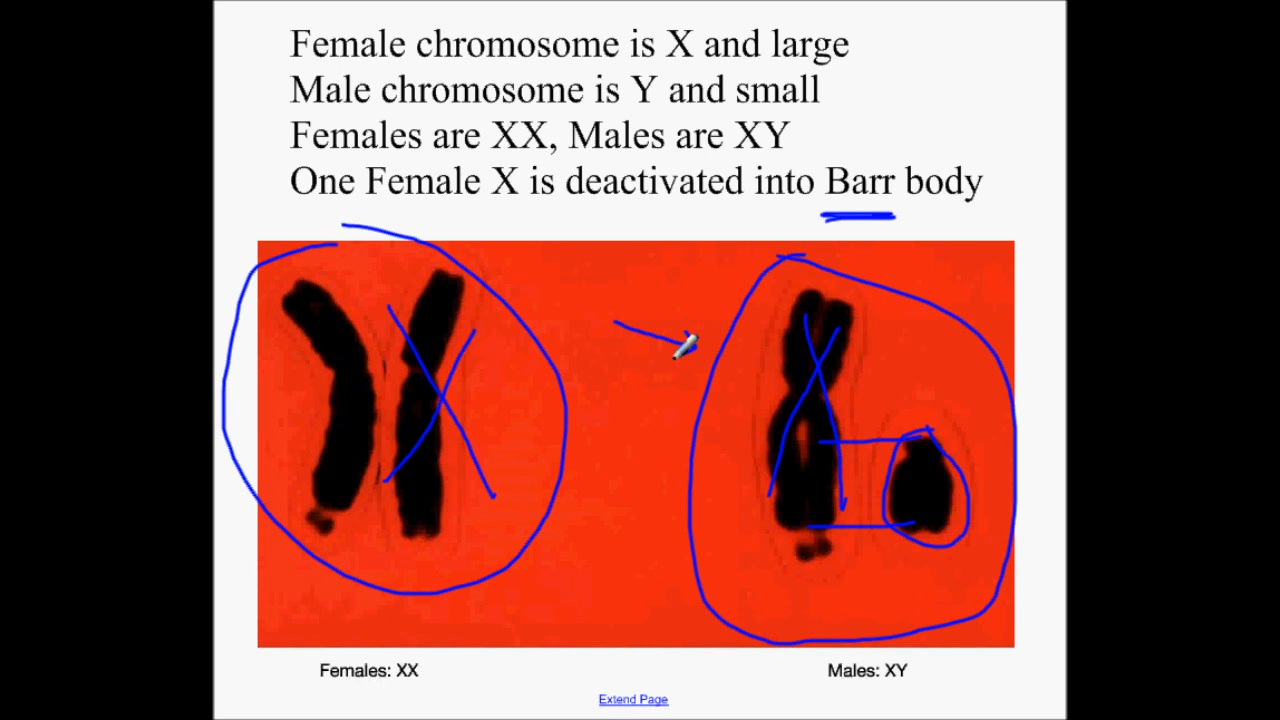 Female chromosome is X and large
Male chromosome is Y and small
Females are XX, Males are XY
One Female X is deactivated into Barr body
Females: XX
Males: XY
Extend Page